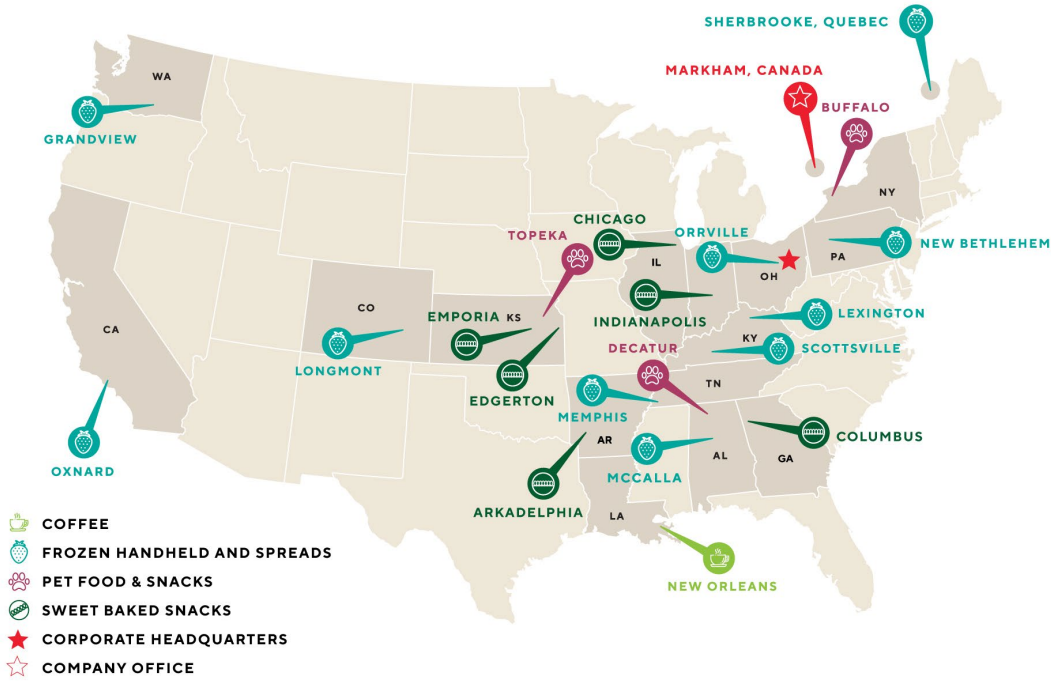 SHERBROOKE, QUEBEC
MARKHAM, CANADA
WA
BUFFALO
GRANDVIEW
NY
CHICAGO
ORRVILLE
TOPEKA
NEW BETHLEHEM
IL
PA
OH
CO
EMPORIA
KS
INDIANAPOLIS
LEXINGTON
CA
KY
SCOTTSVILLE
DECATUR
LONGMONT
TN
EDGERTON
MEMPHIS
COLUMBUS
AR
AL
GA
OXNARD
MCCALLA
ARKADELPHIA
LA
NEW ORLEANS
COFFEE
FROZEN HANDHELD AND SPREADS
PET FOOD & SNACKS
SWEET BAKED SNACKS
CORPORATE HEADQUARTERS
COMPANY OFFICE